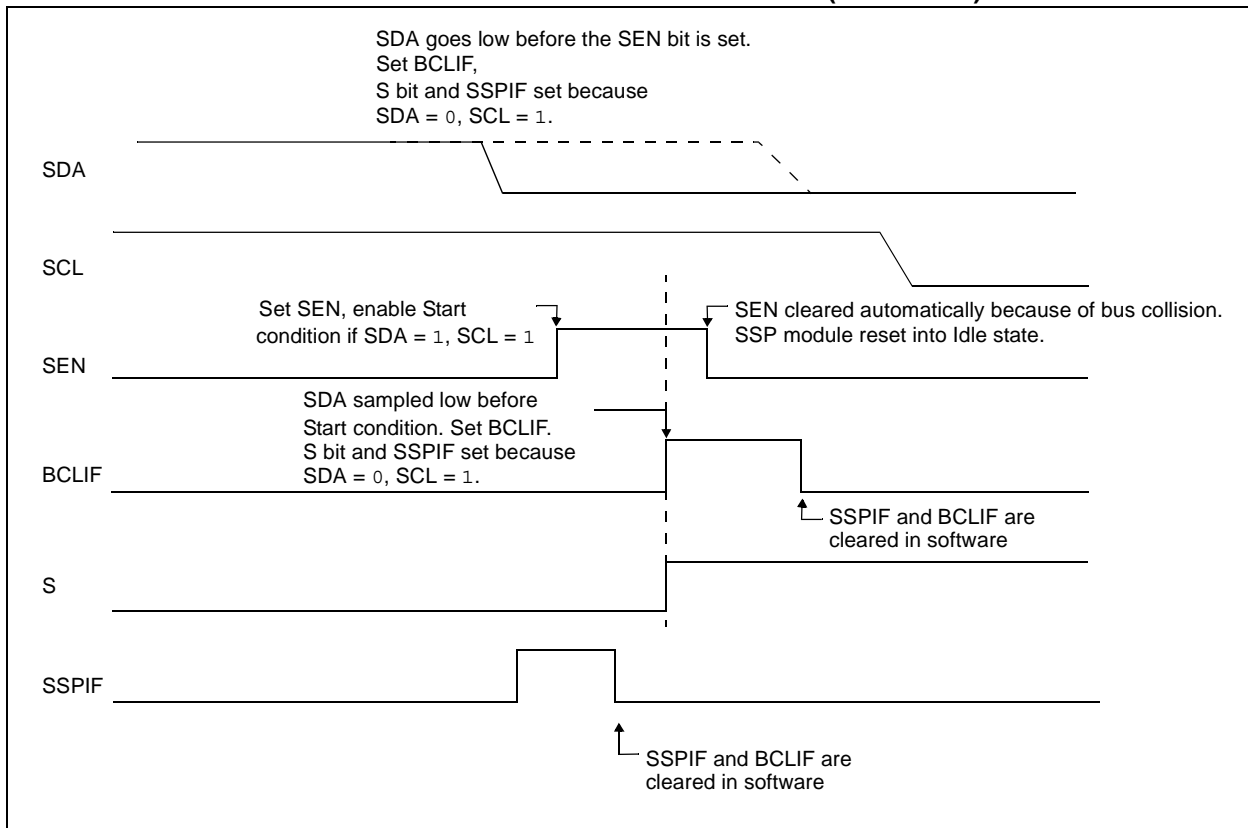 SDA goes low before the SEN bit is set.
Set BCLIF,
S bit and SSPIF set because
SDA = 0, SCL = 1.
SDA
SCL
Set SEN, enable Start
condition if SDA = 1, SCL = 1
SEN cleared automatically because of bus collision.
SSP module reset into Idle state.
SEN
SDA sampled low before
Start condition. Set BCLIF.
S bit and SSPIF set because
SDA = 0, SCL = 1.
BCLIF
SSPIF and BCLIF are
cleared in software
S
SSPIF
SSPIF and BCLIF are
cleared in software